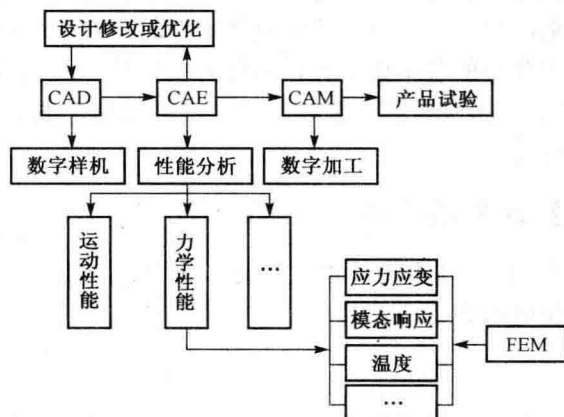 设计修改或优化
CAD
CAE
CAM
产品试验
数字样机
性能分析
数字加工
运动性能
力学性能
…
应力应变
模态响应
温度
…
FEM